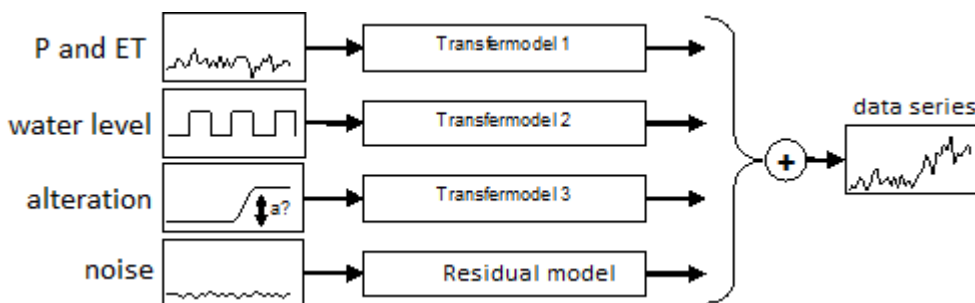 P and ET
Transfermodel 1
water level
Transfermodel 2
alteration
a?
Transfermodel 3
noise
Residual model
+
data series